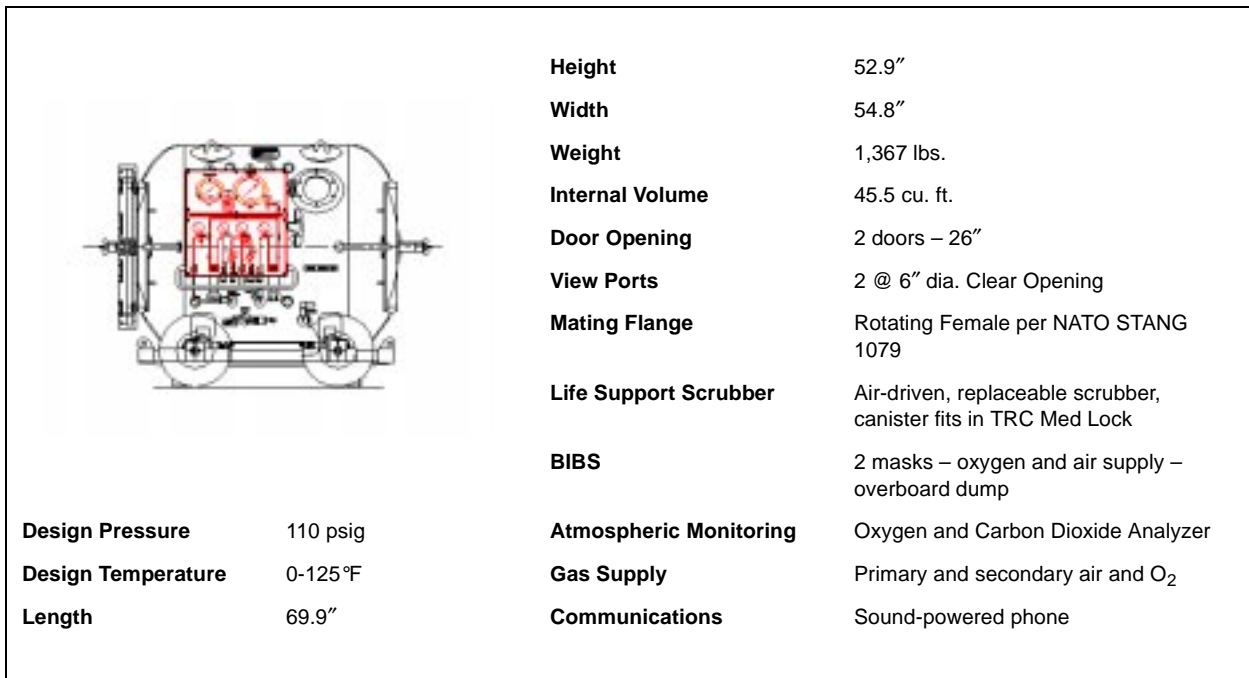 Height 52.9″
Width 54.8″
Weight 1,367 lbs.
Internal Volume 45.5 cu. ft.
Door Opening 2 doors – 26″
View Ports 2 @ 6″ dia. Clear Opening
Mating Flange Rotating Female per NATO STANG
1079
Life Support Scrubber Air-driven, replaceable scrubber,
canister fits in TRC Med Lock
BIBS 2 masks – oxygen and air supply –
overboard dump
Design Pressure 110 psig Atmospheric Monitoring Oxygen and Carbon Dioxide Analyzer
Design Temperature 0-125°F Gas Supply Primary and secondary air and O₂
Length 69.9″ Communications Sound-powered phone